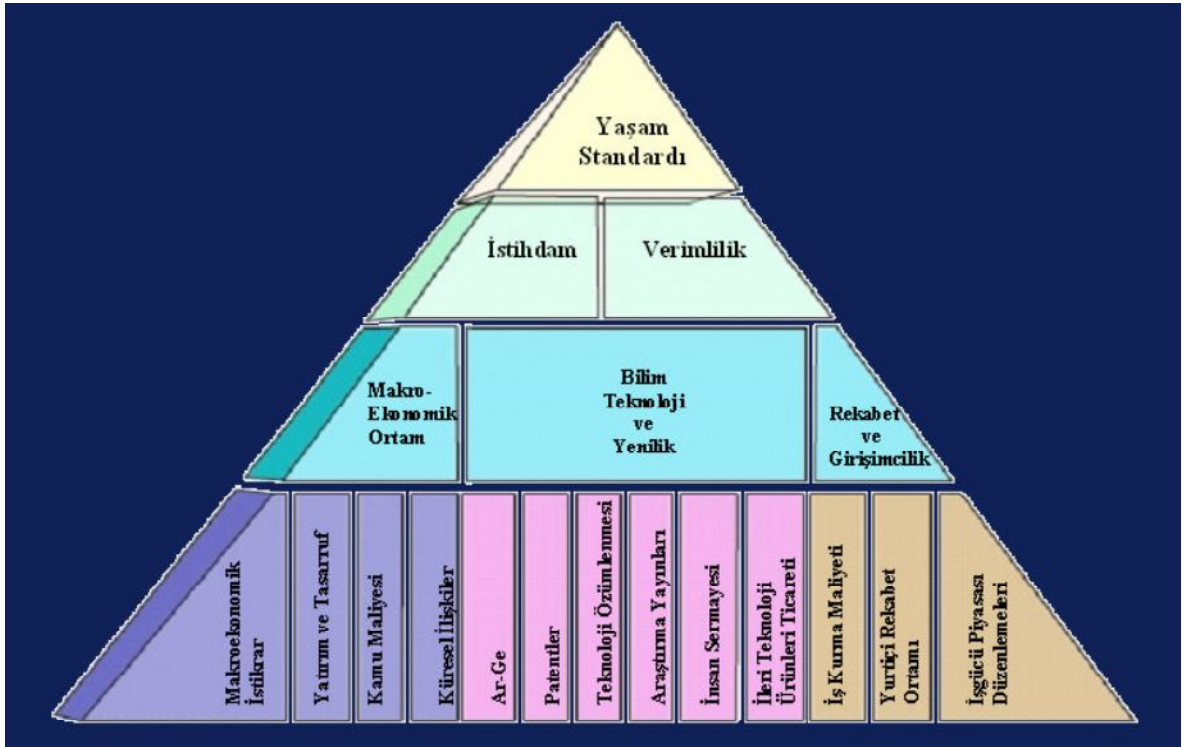 Yaşam
Standardı
İstihdam
Verimlilik
Makro-
Ekonomik
Ortam
Bilim
Teknoloji
ve
Yenilik
Rekabet
ve
Girişimcilik
Makroekonomik
İstikrar
Yatırım ve Tasarruf
Kamu Maliyesi
Küresel İlişkiler
Ar-Ge
Patentler
Teknoloji Özümlenmesi
Araştırma Yayınları
İnsan Sermayesi
İleri Teknoloji
Ürünleri Ticareti
İş Kurma Maliyeti
Yurtiçi Rekabet
Ortamı
İşgücü Piyasası
Düzenlemeleri